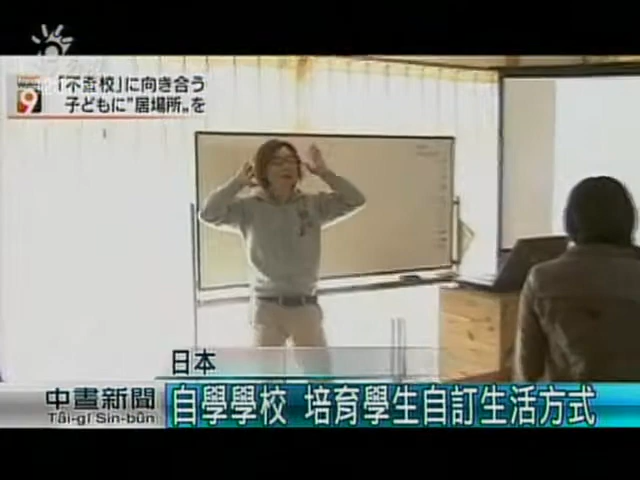 「不登校」に向き合う
9
子どもに"居場所"を
日本
中晝新聞
Tâi-gí Sin-bûn
自學學校 培育學生自訂生活方式